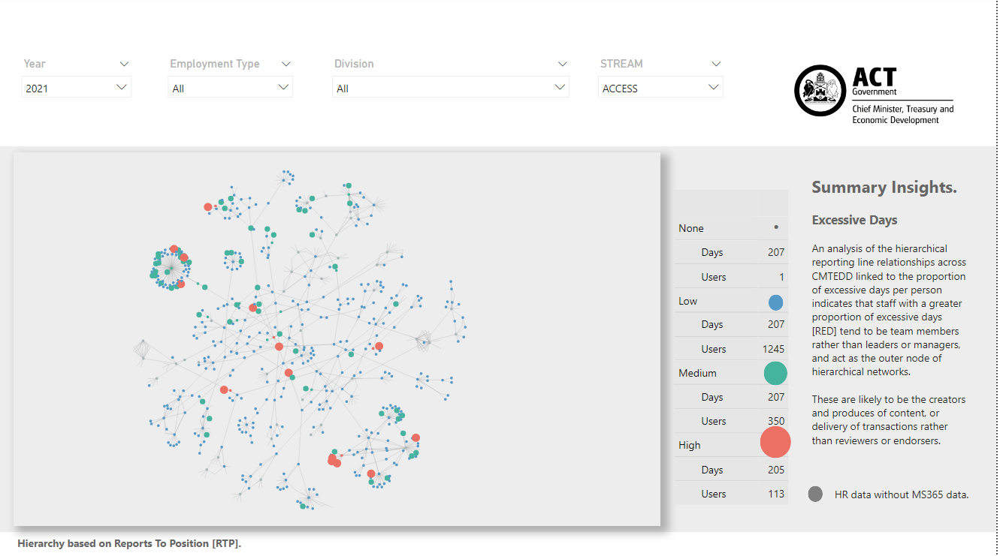 Year
Employment Type
Division
STREAM
2021
All
All
ACCESS
ACT
Government
Chief Minister, Treasury and
Economic Development
Summary Insights.
Excessive Days
An analysis of the hierarchical
reporting line relationships across
CMTEDD linked to the proportion
of excessive days per person
indicates that staff with a greater
proportion of excessive days
[RED] tend to be team members
rather than leaders or managers,
and act as the outer node of
hierarchical networks.
These are likely to be the creators
and produces of content, or
delivery of transactions rather
than reviewers or endorsers.
HR data without MS365 data.
None
Days 207
Users 1
Low
Days 207
Users 1245
Medium
Days 207
Users 350
High
Days 205
Users 113
Hierarchy based on Reports To Position [RTP].